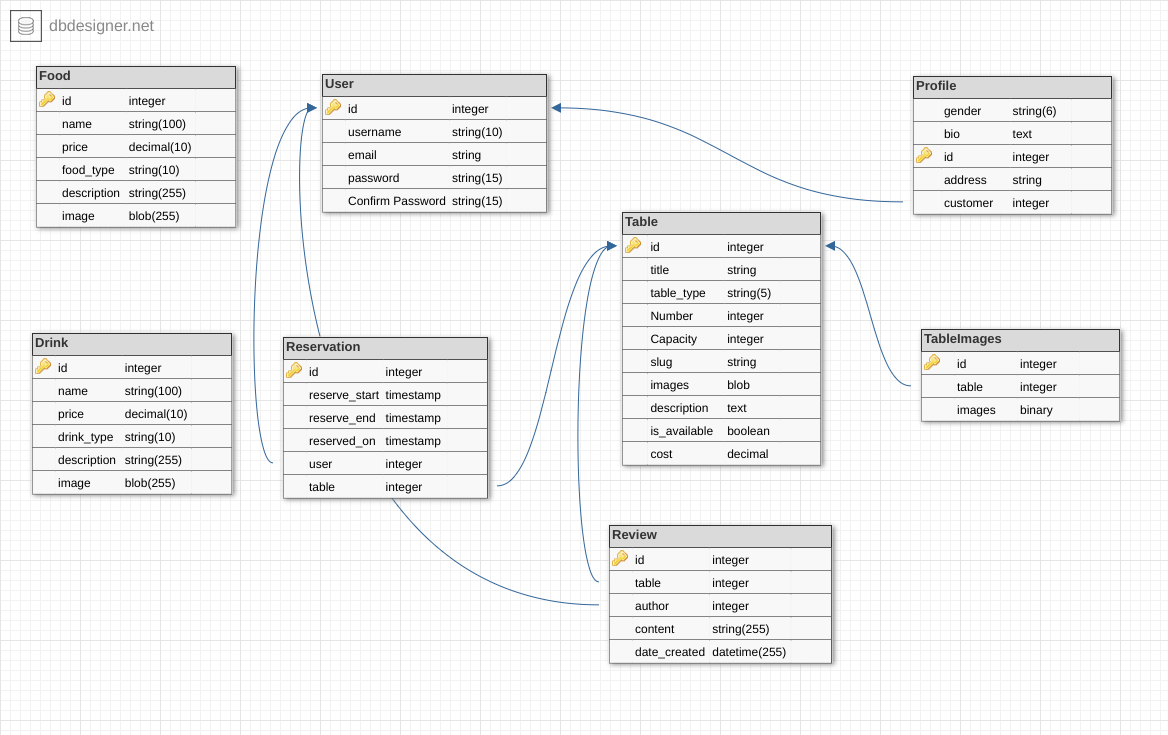 dbdesigner.net
Food
id integer
name string(100)
price decimal(10)
food_type string(10)
description string(255)
image blob(255)
User
id integer
username string(10)
email string
password string(15)
Confirm Password string(15)
Profile
gender string(6)
bio text
id integer
address string
customer integer
Table
id integer
title string
table_type string(5)
Number integer
Capacity integer
slug string
images blob
description text
is_available boolean
cost decimal
Drink
id integer
name string(100)
price decimal(10)
drink_type string(10)
description string(255)
image blob(255)
Reservation
id integer
reserve_start timestamp
reserve_end timestamp
reserved_on timestamp
user integer
table integer
TableImages
id integer
table integer
images binary
Review
id integer
table integer
author integer
content string(255)
date_created datetime(255)